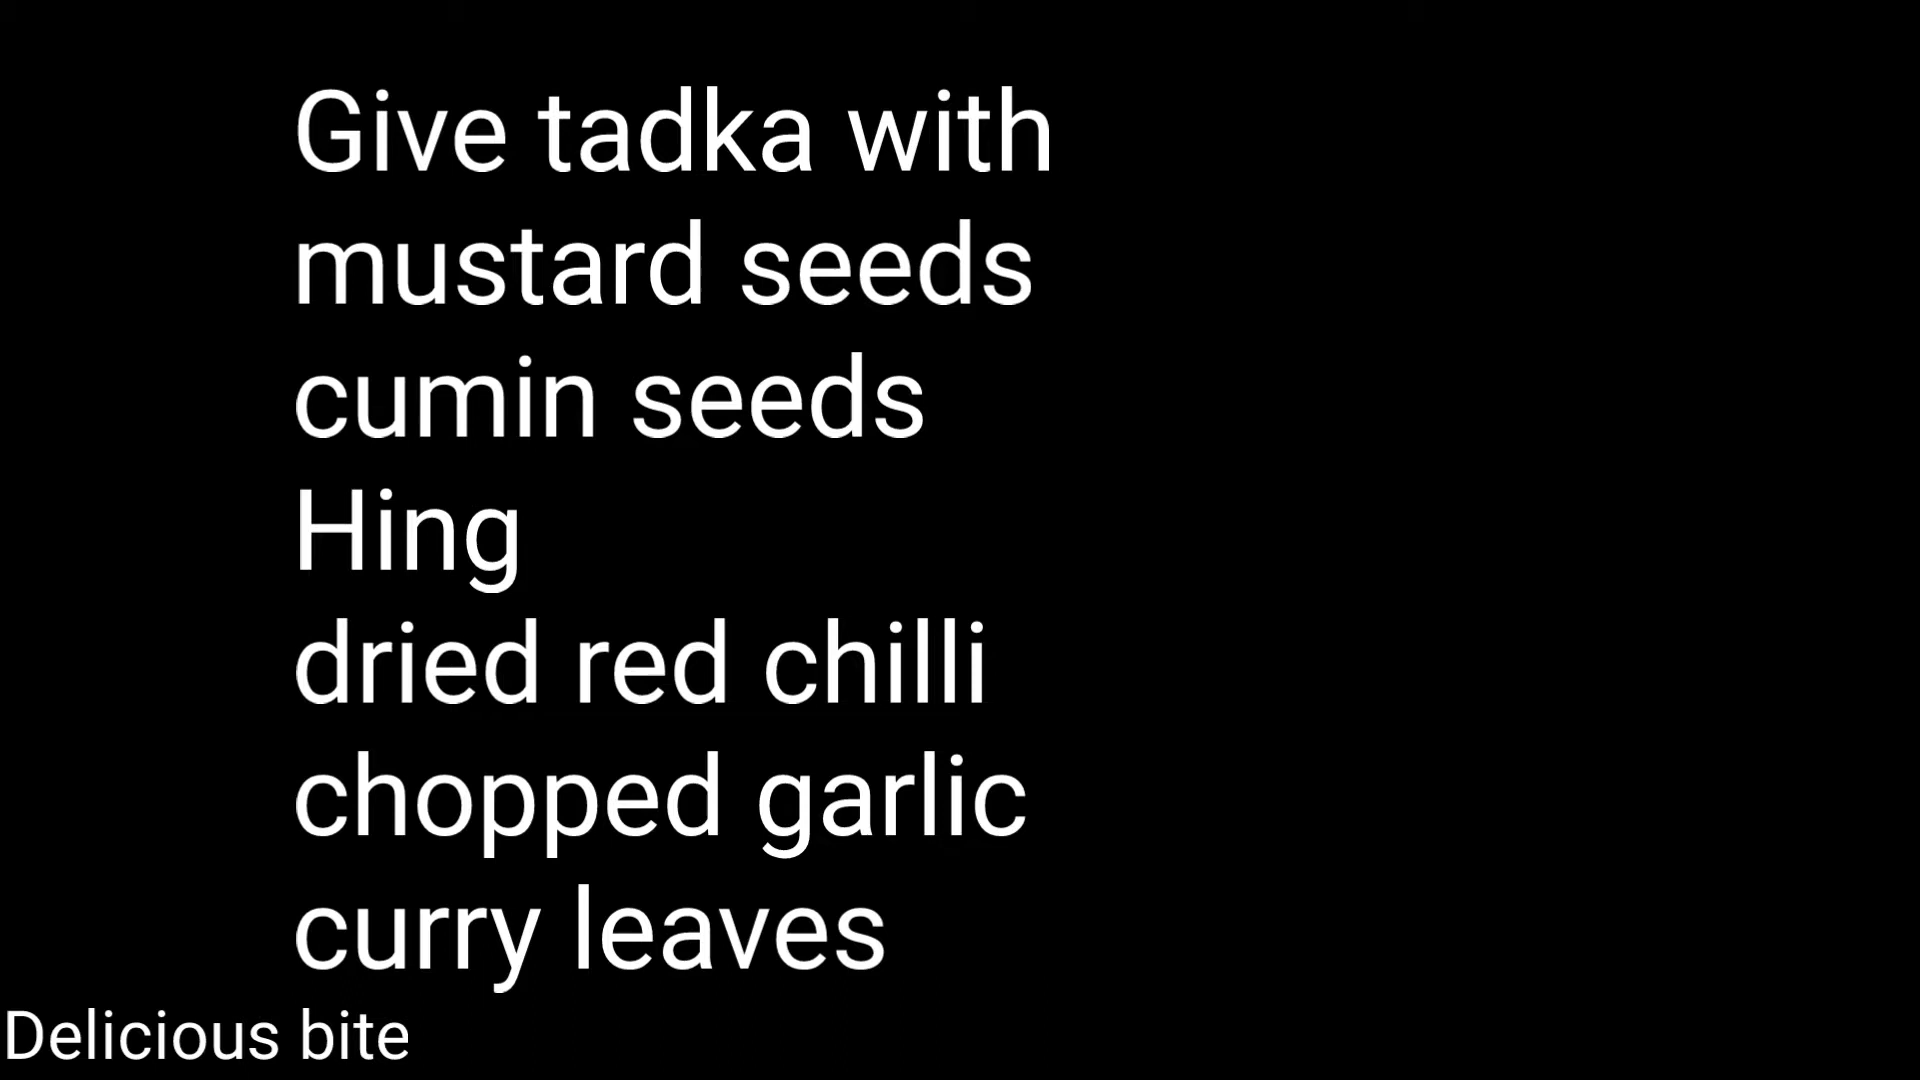 Give tadka with
mustard seeds
cumin seeds
Hing
dried red chilli
chopped garlic
curry leaves
Delicious bite